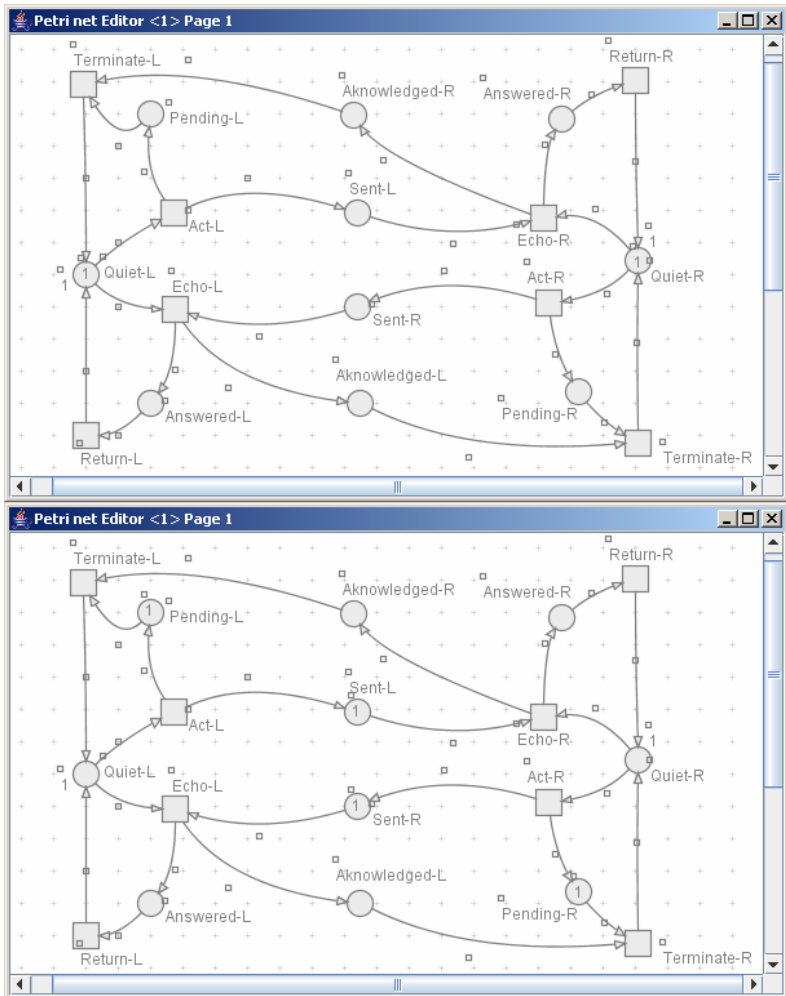 Petri net Editor <1> Page 1
Terminate-L
Return-R
Aknowledged-R
Answered-R
Pending-L
Sent-L
Act-L
Echo-R
1
Quiet-L
1
1
1
Quiet-R
Echo-L
Act-R
Sent-R
Aknowledged-L
Answered-L
Pending-R
Return-L
Terminate-R
Petri net Editor <1> Page 1
Terminate-L
Return-R
Aknowledged-R
Answered-R
1
Pending-L
Sent-L
1
Act-L
Echo-R
1
Quiet-L
1
Quiet-R
Echo-L
Act-R
1
Sent-R
Aknowledged-L
1
Answered-L
Pending-R
Return-L
Terminate-R